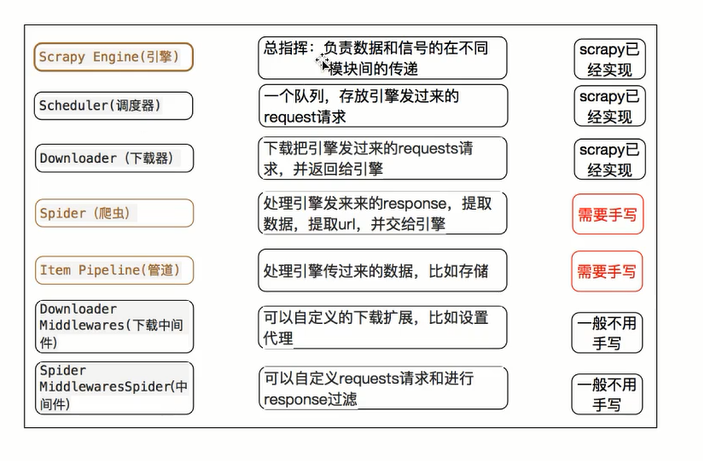 Scrapy Engine(引擎)
总指挥：负责数据和信号的在不同
模块间的传递
scrapy已
经实现
Scheduler(调度器)
一个队列，存放引擎发过来的
request请求
scrapy已
经实现
Downloader（下载器）
下载把引擎发过来的requests请
求，并返回给引擎
scrapy已
经实现
Spider（爬虫）
处理引擎发来来的response，提取
数据，提取url，并交给引擎
需要手写
Item Pipeline(管道)
处理引擎传过来的数据，比如存储
需要手写
Downloader
Middlewares(下载中间
件)
可以自定义的下载扩展，比如设置
代理
一般不用
手写
Spider
MiddlewaresSpider(中
间件)
可以自定义requests请求和进行
response过滤
一般不用
手写